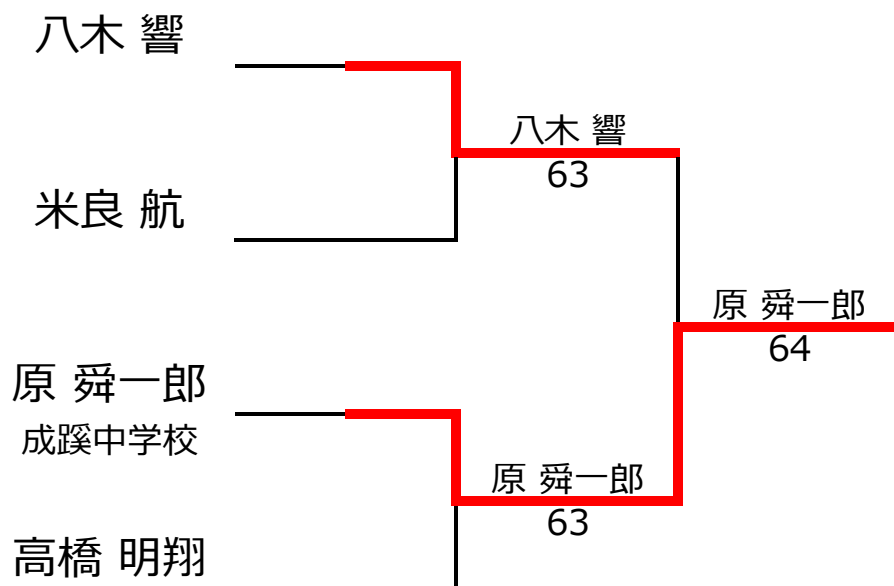 八木 響
八木 響
63
米良 航
原 舜一郎
64
原 舜一郎
成蹊中学校
原 舜一郎
63
高橋 明翔